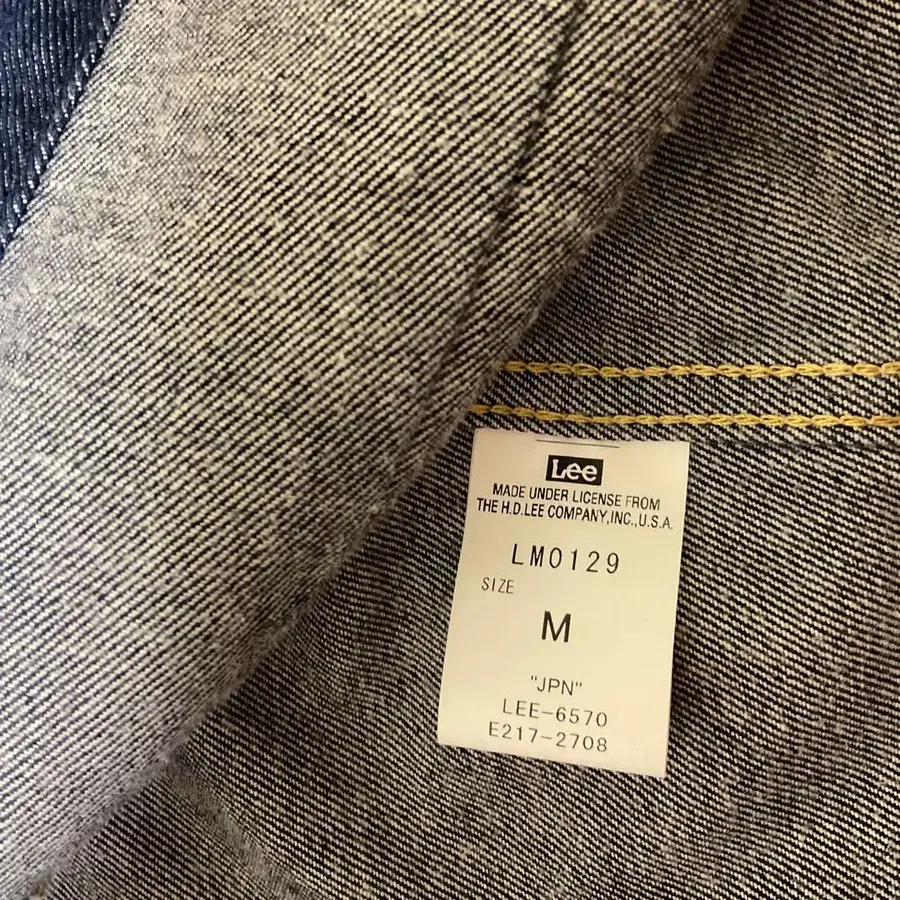 Lee
MADE UNDER LICENSE FROM
THE H.D.LEE COMPANY,INC.,U.S.A.
LM0129
SIZE
M
"JPN"
LEE-6570
E217-2708